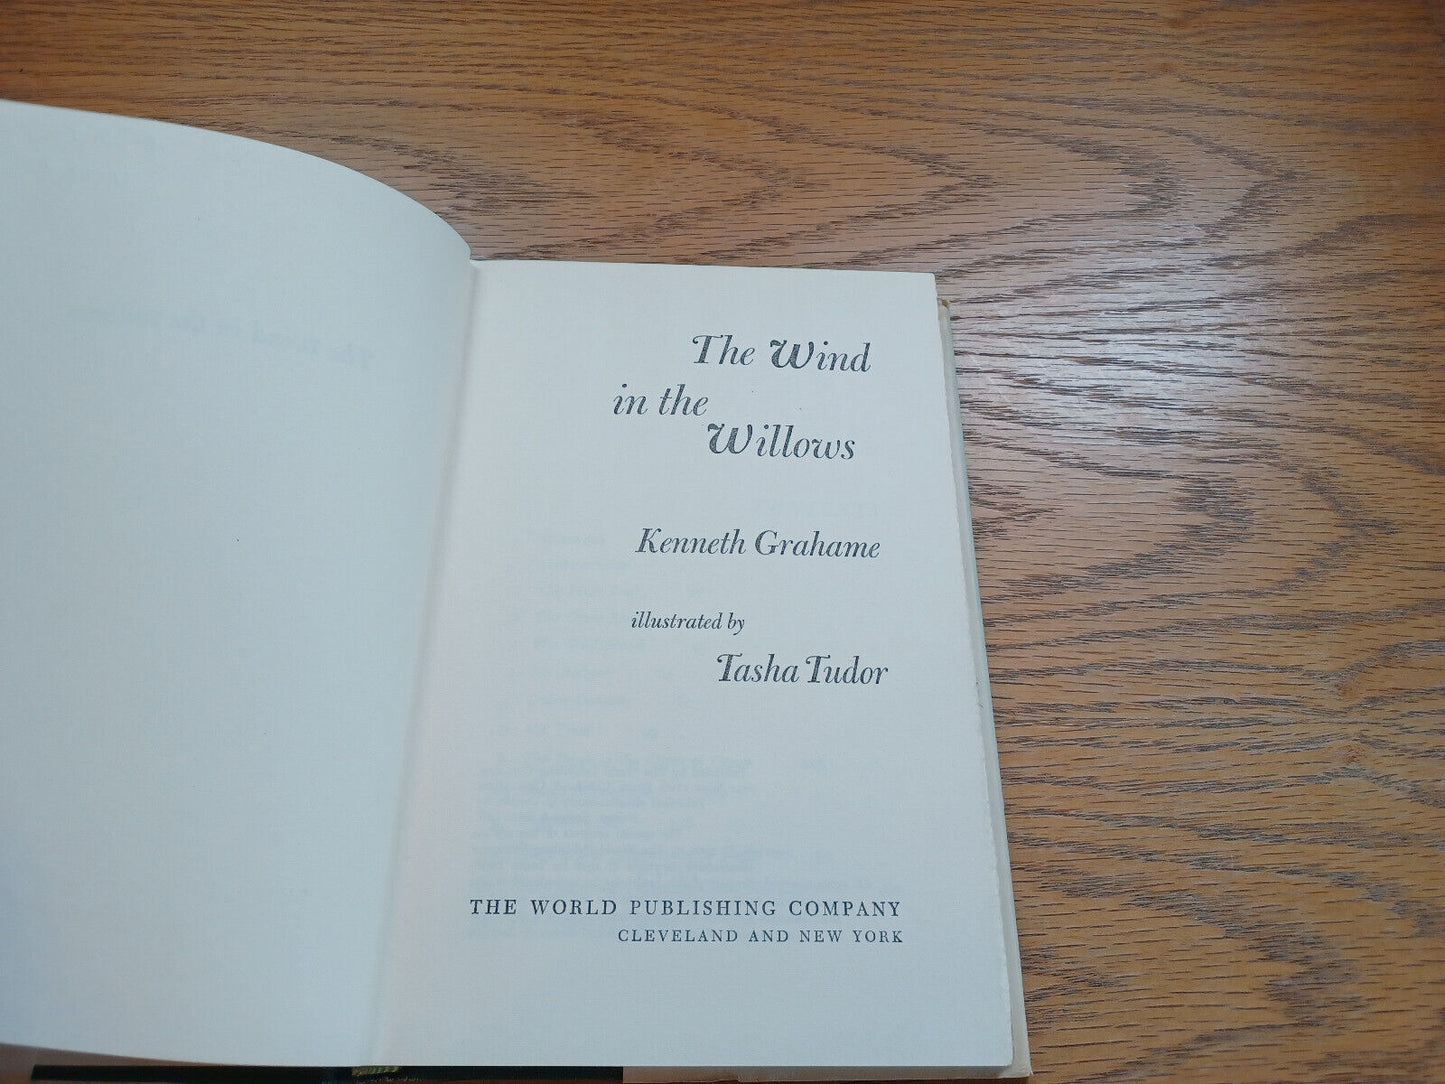 The Wind
in the
Willows
Kenneth Grahame
illustrated by
Tasha Tudor
THE WORLD PUBLISHING COMPANY
CLEVELAND AND NEW YORK